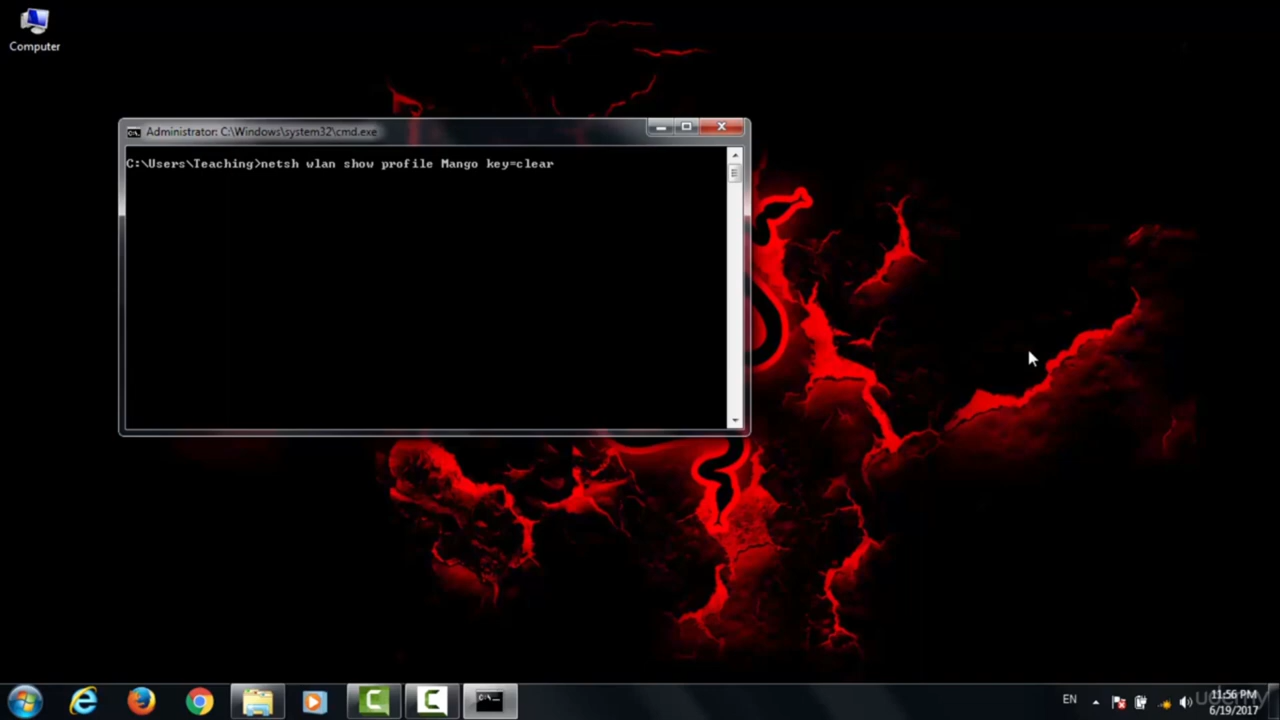 Computer
Administrator: C:\Windows\system32\cmd.exe
C:\Users\Teaching>netsh wlan show profile Mango key=clear
EN
11:56 PM
6/19/2017
udemy